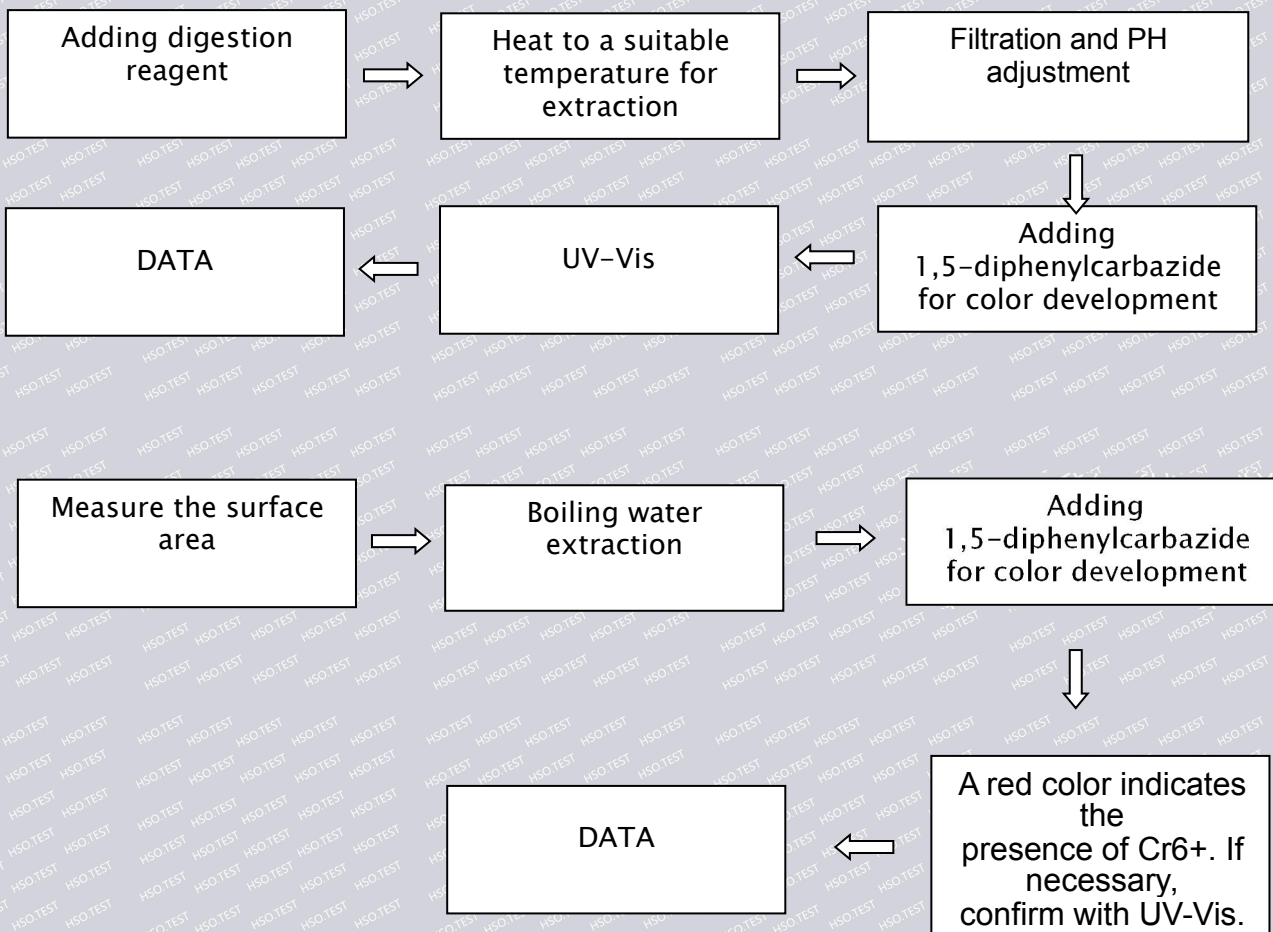 Adding digestion
reagent
Heat to a suitable
temperature for
extraction
Filtration and PH
adjustment
Adding
1,5-diphenylcarbazide
for color development
UV-Vis
DATA
Measure the surface
area
Boiling water
extraction
Adding
1,5-diphenylcarbazide
for color development
A red color indicates
the
presence of Cr6+. If
necessary,
confirm with UV-Vis.
DATA
HSO.TEST